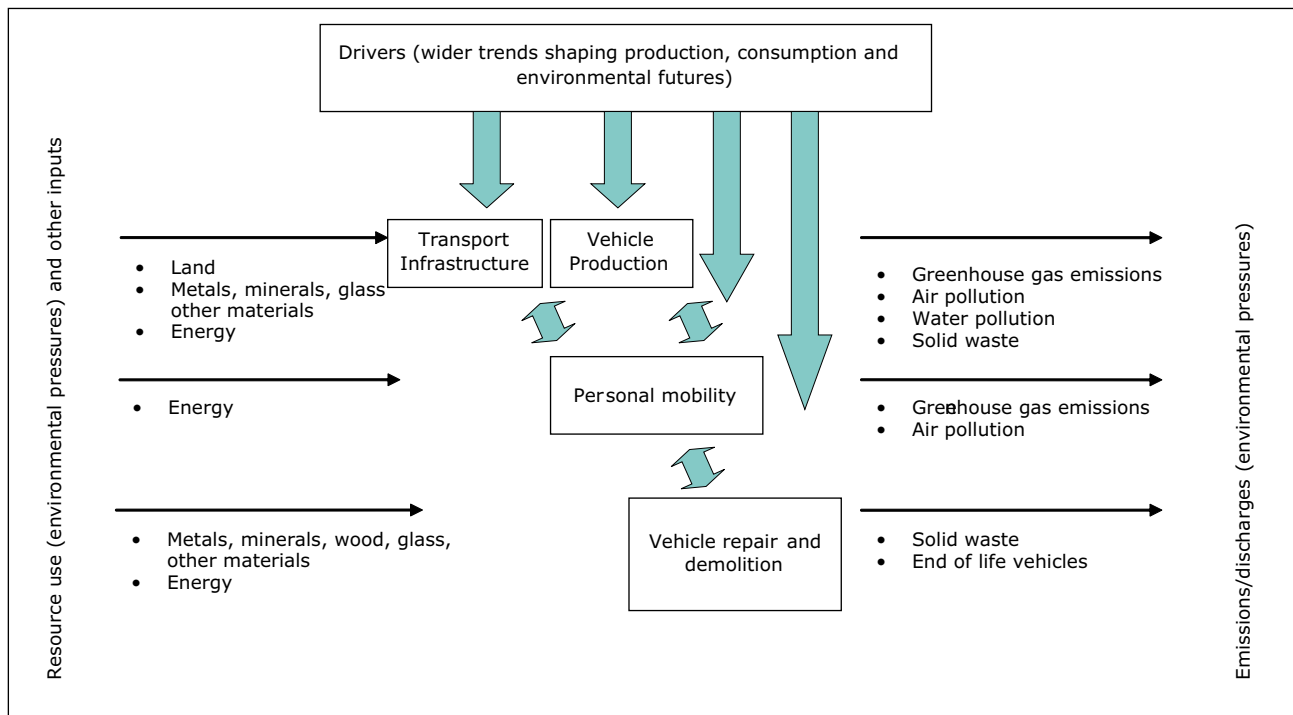 Drivers (wider trends shaping production, consumption and
environmental futures)
Resource use (environmental pressures) and other inputs
Transport
Infrastructure
Vehicle
Production
• Land
• Metals, minerals, glass
other materials
• Energy
• Greenhouse gas emissions
• Air pollution
• Water pollution
• Solid waste
Personal mobility
• Energy
• Greenhouse gas emissions
• Air pollution
Vehicle repair and
demolition
• Metals, minerals, wood, glass,
other materials
• Energy
• Solid waste
• End of life vehicles
Emissions/discharges (environmental pressures)